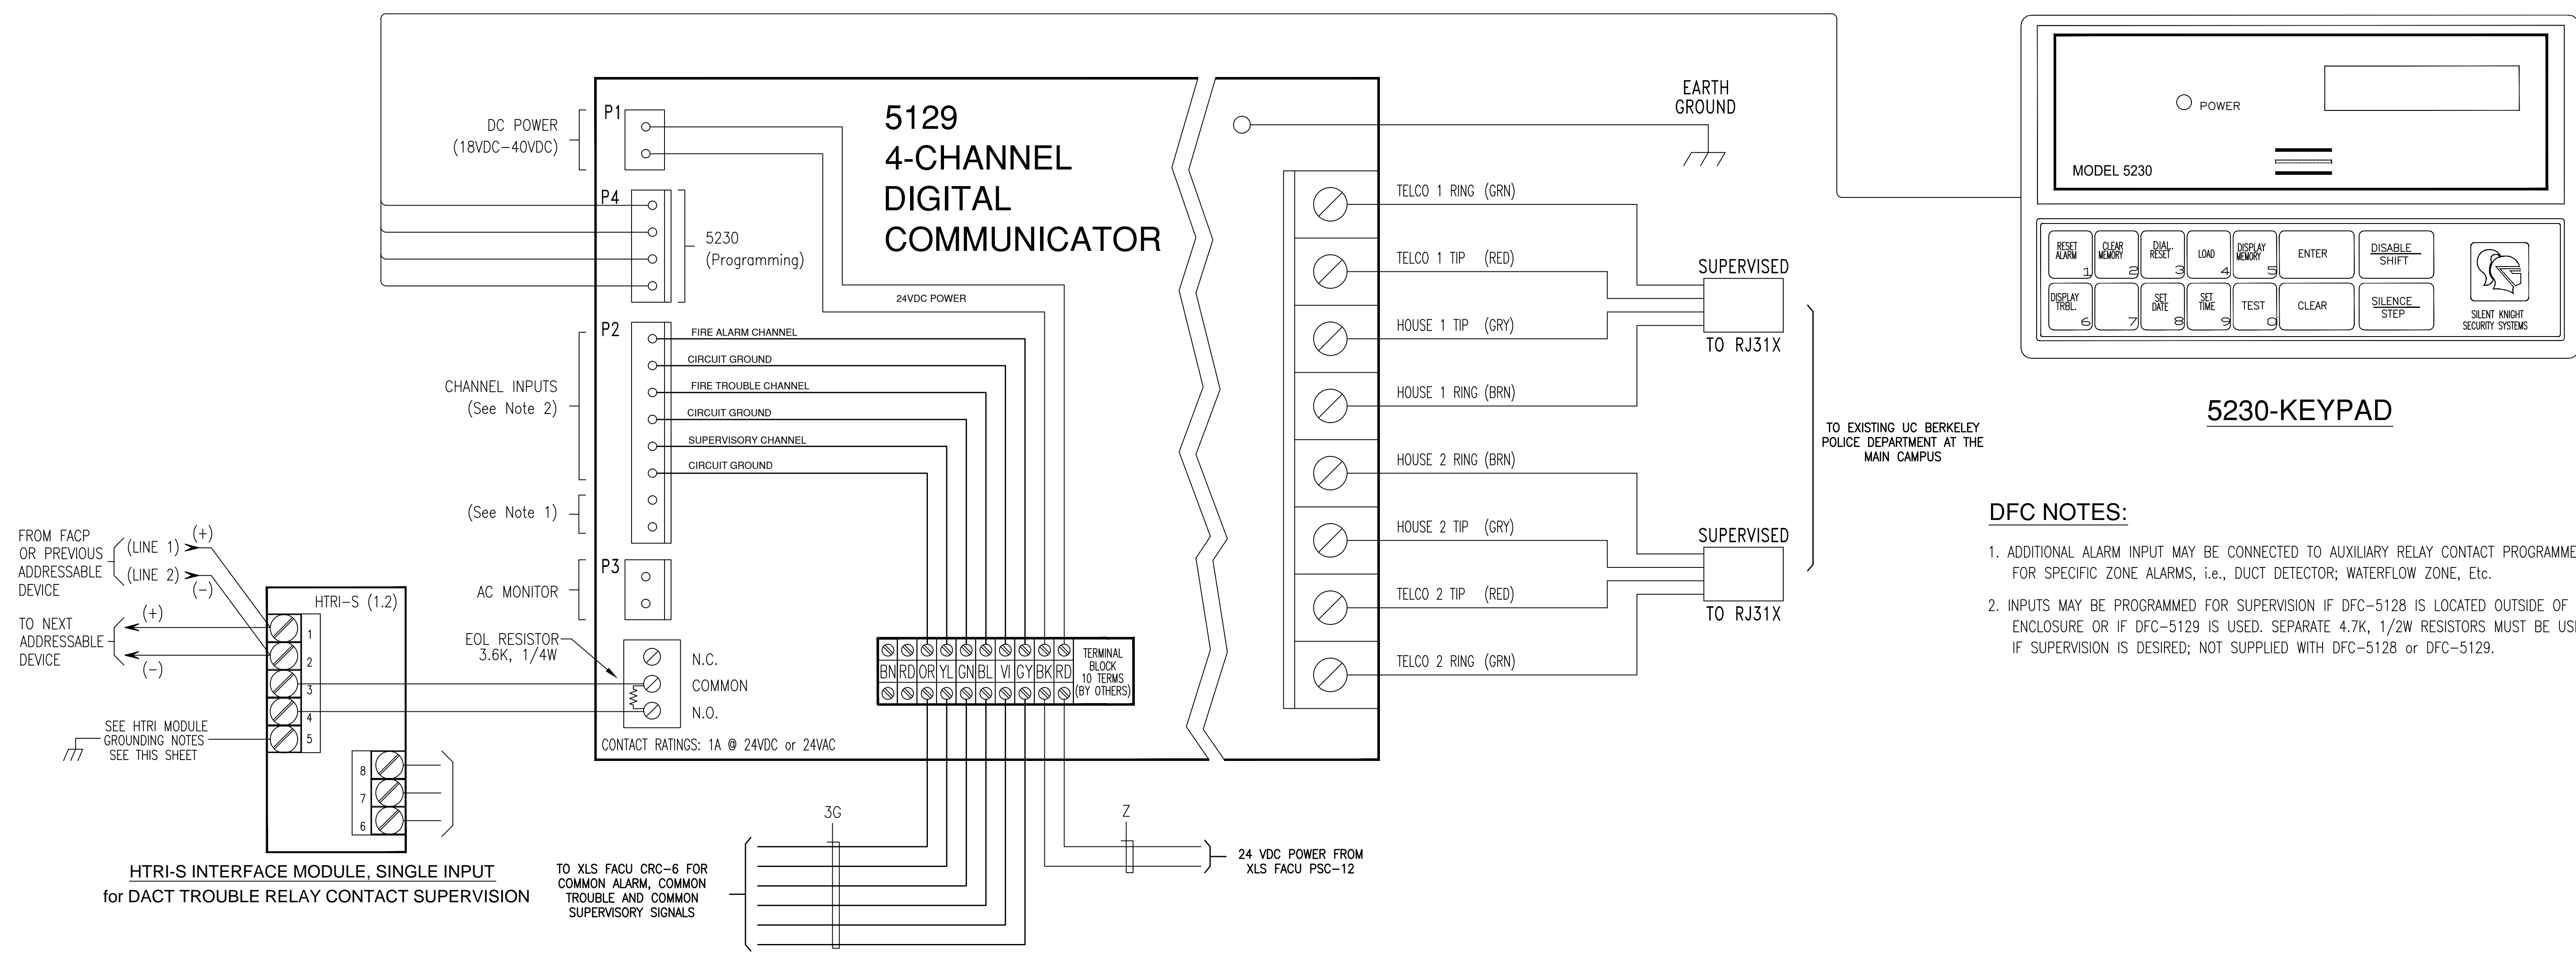 5129
4-CHANNEL
DIGITAL
COMMUNICATOR
P1
DC POWER
(18VDC-40VDC)
P4
5230
(Programming)
24VDC POWER
P2
CHANNEL INPUTS
(See Note 2)
FIRE ALARM CHANNEL
CIRCUIT GROUND
FIRE TROUBLE CHANNEL
CIRCUIT GROUND
SUPERVISORY CHANNEL
CIRCUIT GROUND
(See Note 1)
P3
AC MONITOR
EOL RESISTOR
3.6K, 1/4W
N.C.
COMMON
N.O.
CONTACT RATINGS: 1A @ 24VDC or 24VAC
BN RD OR YL GN BL VI GY BK RD
TERMINAL
BLOCK
10 TERMS
(BY OTHERS)
FROM FACP
OR PREVIOUS
ADDRESSABLE
DEVICE
(LINE 1)
(+)
(LINE 2)
(-)
TO NEXT
ADDRESSABLE
DEVICE
(+)
(-)
HTRI-S (1.2)
1
2
3
4
5
SEE HTRI MODULE
GROUNDING NOTES
SEE THIS SHEET
8
7
6
HTRI-S INTERFACE MODULE, SINGLE INPUT
for DACT TROUBLE RELAY CONTACT SUPERVISION
3G
TO XLS FACU CRC-6 FOR
COMMON ALARM, COMMON
TROUBLE AND COMMON
SUPERVISORY SIGNALS
Z
24 VDC POWER FROM
XLS FACU PSC-12
EARTH
GROUND
TELCO 1 RING (GRN)
TELCO 1 TIP (RED)
HOUSE 1 TIP (GRY)
HOUSE 1 RING (BRN)
HOUSE 2 RING (BRN)
HOUSE 2 TIP (GRY)
TELCO 2 TIP (RED)
TELCO 2 RING (GRN)
SUPERVISED
TO RJ31X
SUPERVISED
TO RJ31X
TO EXISTING UC BERKELEY
POLICE DEPARTMENT AT THE
MAIN CAMPUS
POWER
MODEL 5230
RESET
ALARM
1
CLEAR
MEMORY
2
DIAL.
RESET
3
LOAD
4
DISPLAY
MEMORY
5
ENTER
DISABLE
SHIFT
DISPLAY
TRBL.
6
7
SET
DATE
8
SET
TIME
9
TEST
0
CLEAR
SILENCE
STEP
SILENT KNIGHT
SECURITY SYSTEMS
5230-KEYPAD
DFC NOTES:
1. ADDITIONAL ALARM INPUT MAY BE CONNECTED TO AUXILIARY RELAY CONTACT PROGRAMME
FOR SPECIFIC ZONE ALARMS, i.e., DUCT DETECTOR; WATERFLOW ZONE, Etc.
2. INPUTS MAY BE PROGRAMMED FOR SUPERVISION IF DFC-5128 IS LOCATED OUTSIDE OF
ENCLOSURE OR IF DFC-5129 IS USED. SEPARATE 4.7K, 1/2W RESISTORS MUST BE
IF SUPERVISION IS DESIRED; NOT SUPPLIED WITH DFC-5128 or DFC-5129.